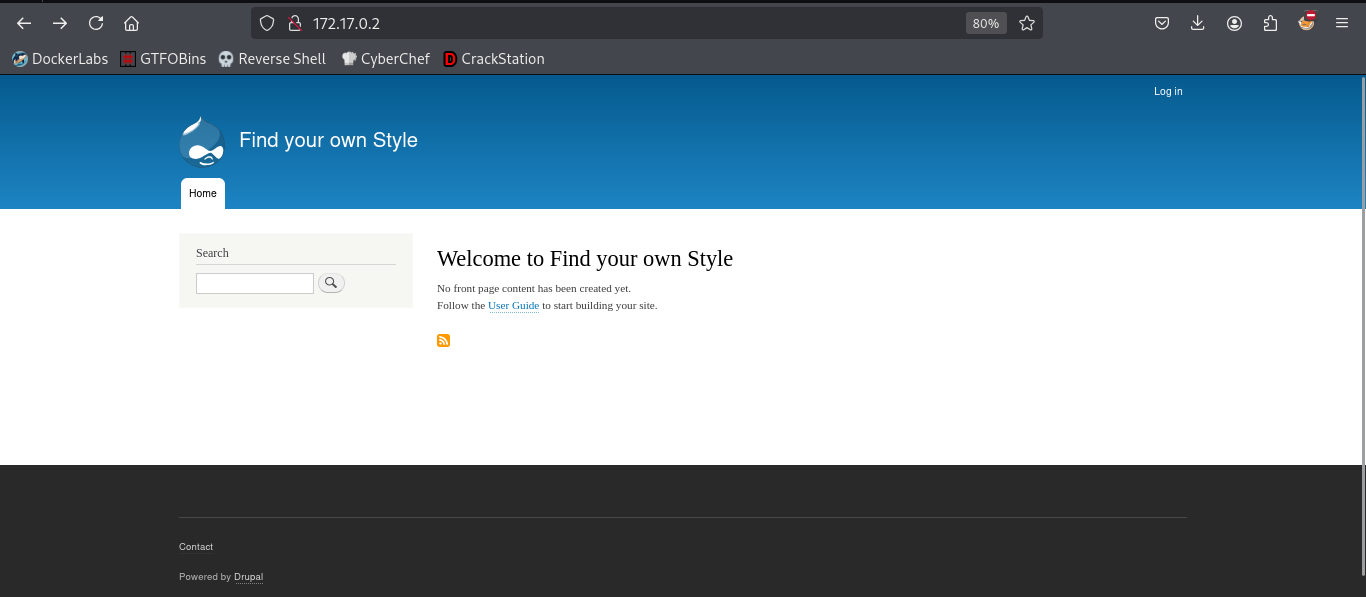 172.17.0.2
80%
DockerLabs GTFOBins Reverse Shell CyberChef CrackStation
Log in
Find your own Style
Home
Search
Welcome to Find your own Style
No front page content has been created yet.
Follow the User Guide to start building your site.
Contact
Powered by Drupal